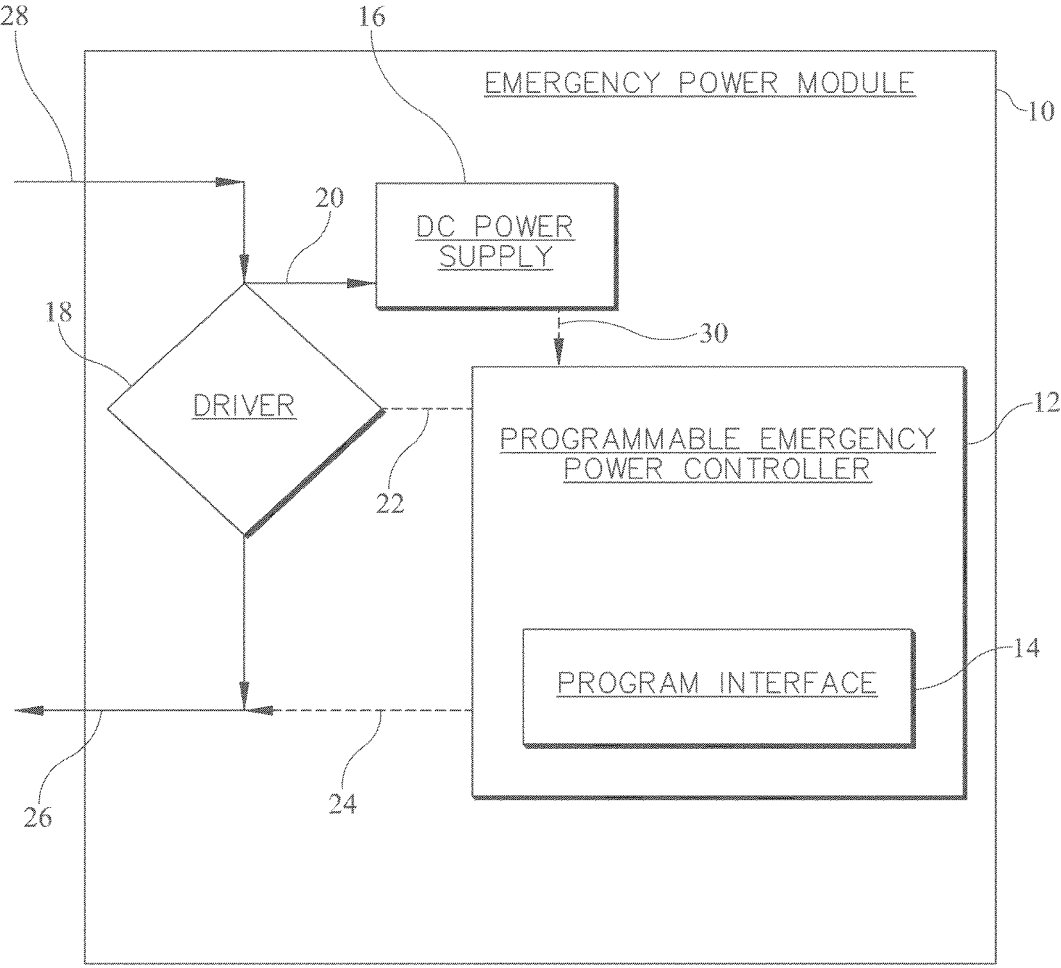 28
16
EMERGENCY POWER MODULE
10
20
DC POWER
SUPPLY
18
30
DRIVER
12
PROGRAMMABLE EMERGENCY
POWER CONTROLLER
22
14
PROGRAM INTERFACE
26
24